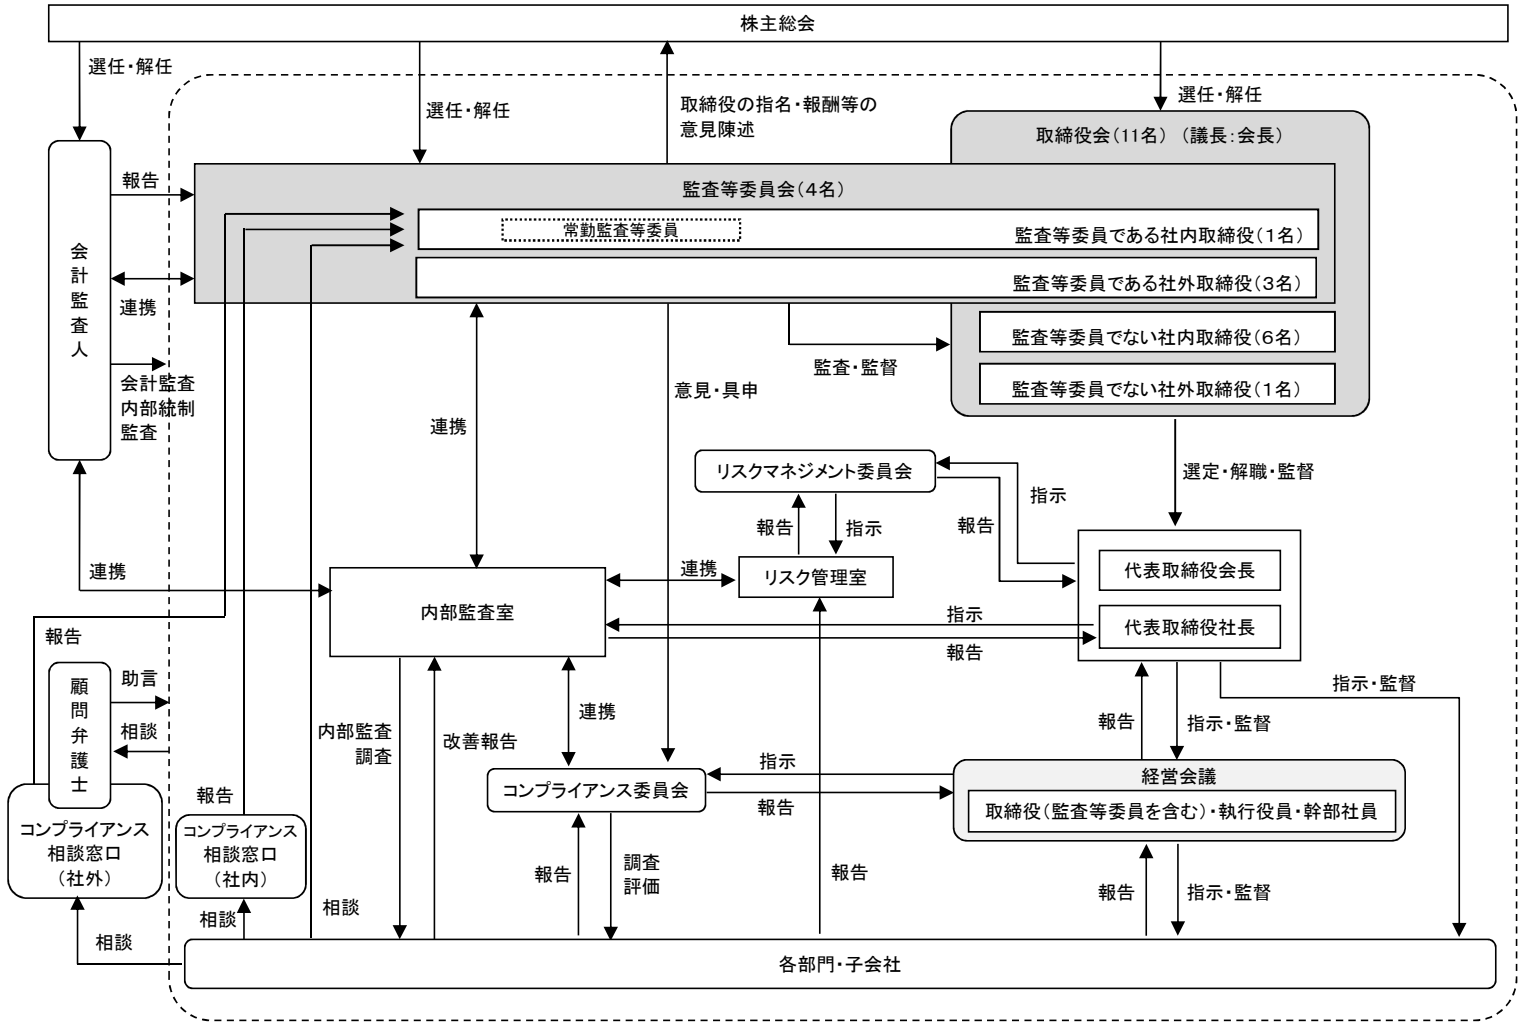 株主総会
選任・解任
選任・解任
取締役の指名・報酬等の
意見陳述
選任・解任
取締役会(11名) (議長:会長)
監査等委員会(4名)
報告
常勤監査等委員
監査等委員である社内取締役(1名)
会計監査人
監査等委員である社外取締役(3名)
連携
監査等委員でない社内取締役(6名)
監査・監督
会計監査
内部統制
監査
意見・具申
監査等委員でない社外取締役(1名)
連携
リスクマネジメント委員会
選定・解職・監督
指示
報告
指示
報告
連携
連携
リスク管理室
代表取締役会長
内部監査室
指示
代表取締役社長
報告
報告
顧問弁護士
助言
指示・監督
連携
相談
内部監査
調査
改善報告
報告
指示・監督
指示
経営会議
コンプライアンス委員会
報告
取締役(監査等委員を含む)・執行役員・幹部社員
報告
コンプライアンス
相談窓口
(社外)
コンプライアンス
相談窓口
(社内)
報告
調査
評価
報告
報告
指示・監督
相談
相談
相談
各部門・子会社